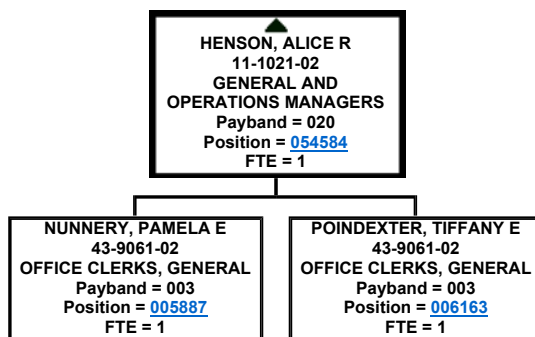 HENSON, ALICE R
11-1021-02
GENERAL AND
OPERATIONS MANAGERS
Payband = 020
Position = 054584
FTE = 1
NUNNERY, PAMELA E
43-9061-02
OFFICE CLERKS, GENERAL
Payband = 003
Position = 005887
FTE = 1
POINDEXTER, TIFFANY E
43-9061-02
OFFICE CLERKS, GENERAL
Payband = 003
Position = 006163
FTE = 1